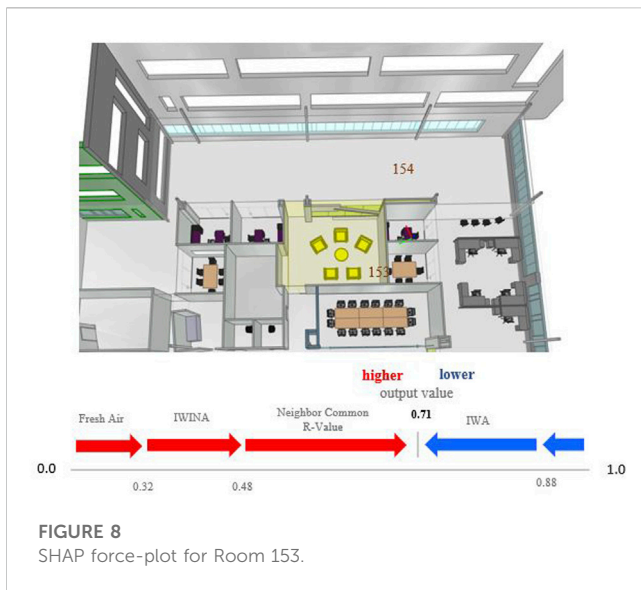 154
153
higher lower
output value
Fresh Air IWINA Neighbor Common R-Value 0.71 IWA
0.0 1.0
0.32 0.48 0.88
FIGURE 8
SHAP force-plot for Room 153.